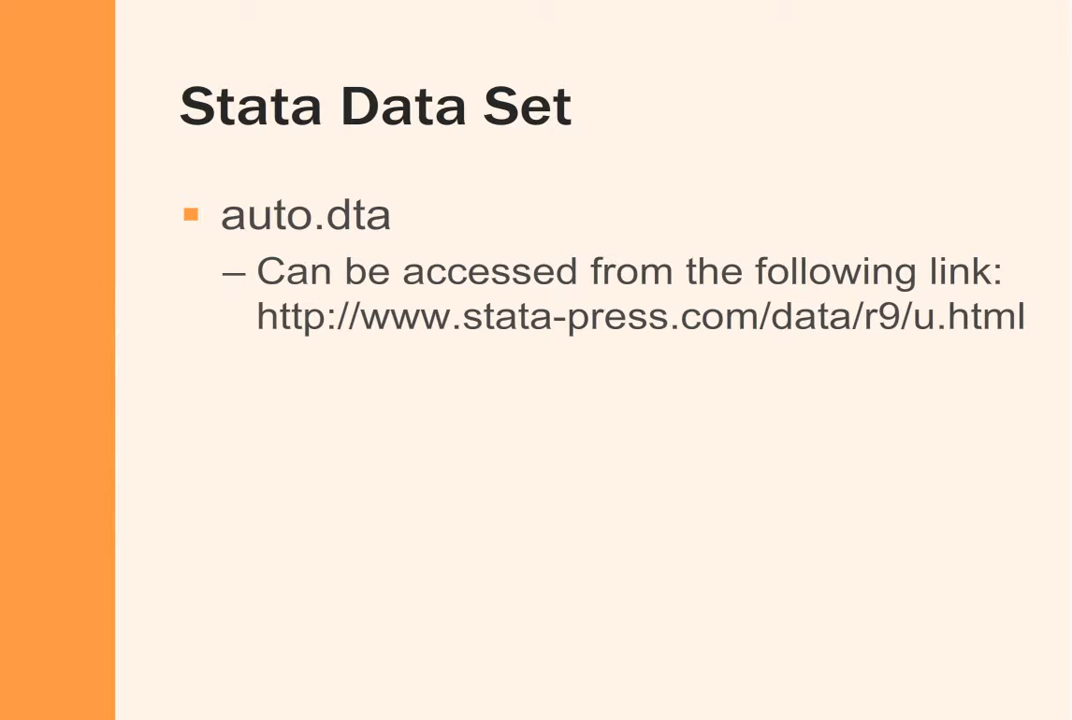 Stata Data Set
auto.dta
– Can be accessed from the following link:
http://www.stata-press.com/data/r9/u.html